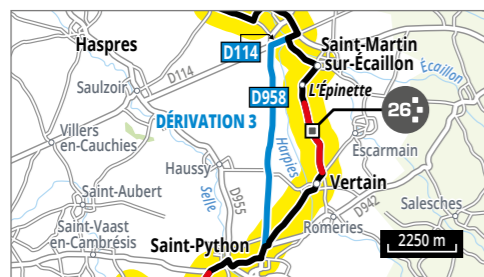 Haspres
D114
Saint-Martin
sur-Écaillon
Écaillon
D114
Saulzoir
L'Épinette
D958
26
DÉRIVATION 3
Villers
en-Cauchies
Harpies
Escarmain
Haussy
Vertain
Selle
D955
D942
Saint-Aubert
Salesches
Romeries
Saint-Vaast
en-Cambrésis
Saint-Python
2250 m